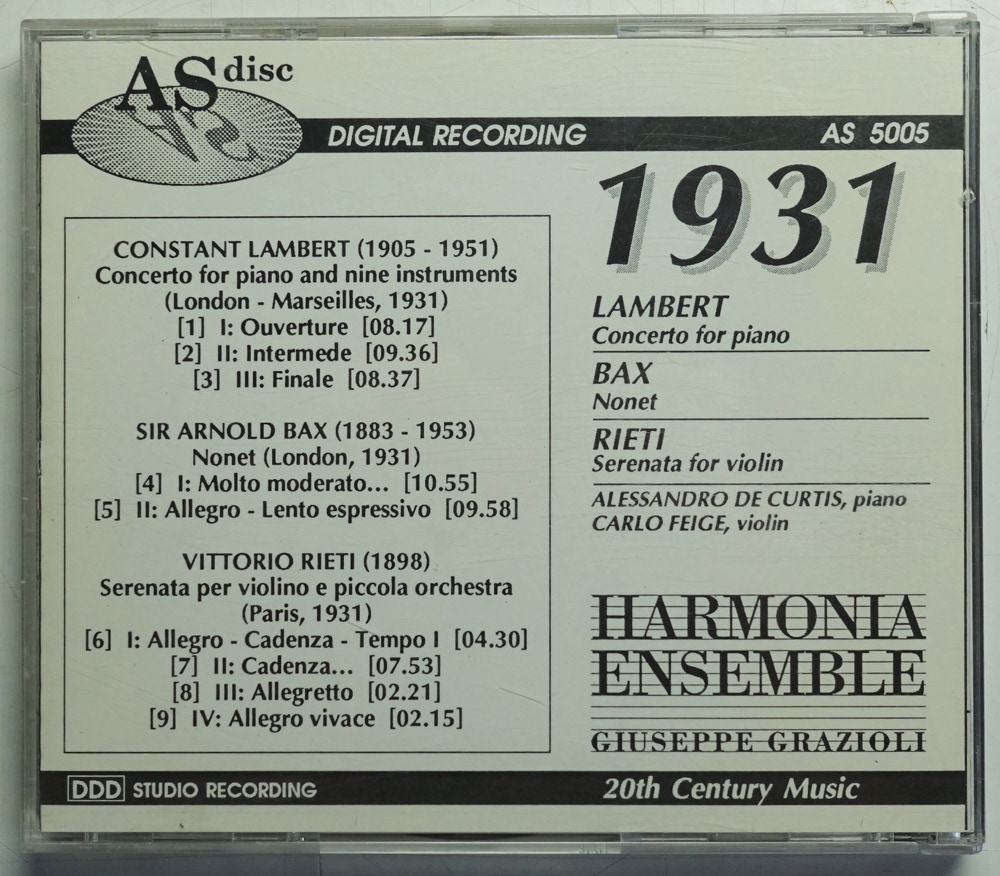 AS disc
DIGITAL RECORDING
AS 5005
CONSTANT LAMBERT (1905 - 1951)
Concerto for piano and nine instruments
(London - Marseilles, 1931)
[1] I: Ouverture [08.17]
[2] II: Intermede [09.36]
[3] III: Finale [08.37]
SIR ARNOLD BAX (1883 - 1953)
Nonet (London, 1931)
[4] I: Molto moderato... [10.55]
[5] II: Allegro - Lento espressivo [09.58]
VITTORIO RIETI (1898)
Serenata per violino e piccola orchestra
(Paris, 1931)
[6] I: Allegro - Cadenza - Tempo I [04.30]
[7] II: Cadenza... [07.53]
[8] III: Allegretto [02.21]
[9] IV: Allegro vivace [02.15]
1931
LAMBERT
Concerto for piano
BAX
Nonet
RIETI
Serenata for violin
ALESSANDRO DE CURTIS, piano
CARLO FEIGE, violin
HARMONIA
ENSEMBLE
GIUSEPPE GRAZIOLI
DDD STUDIO RECORDING
20th Century Music